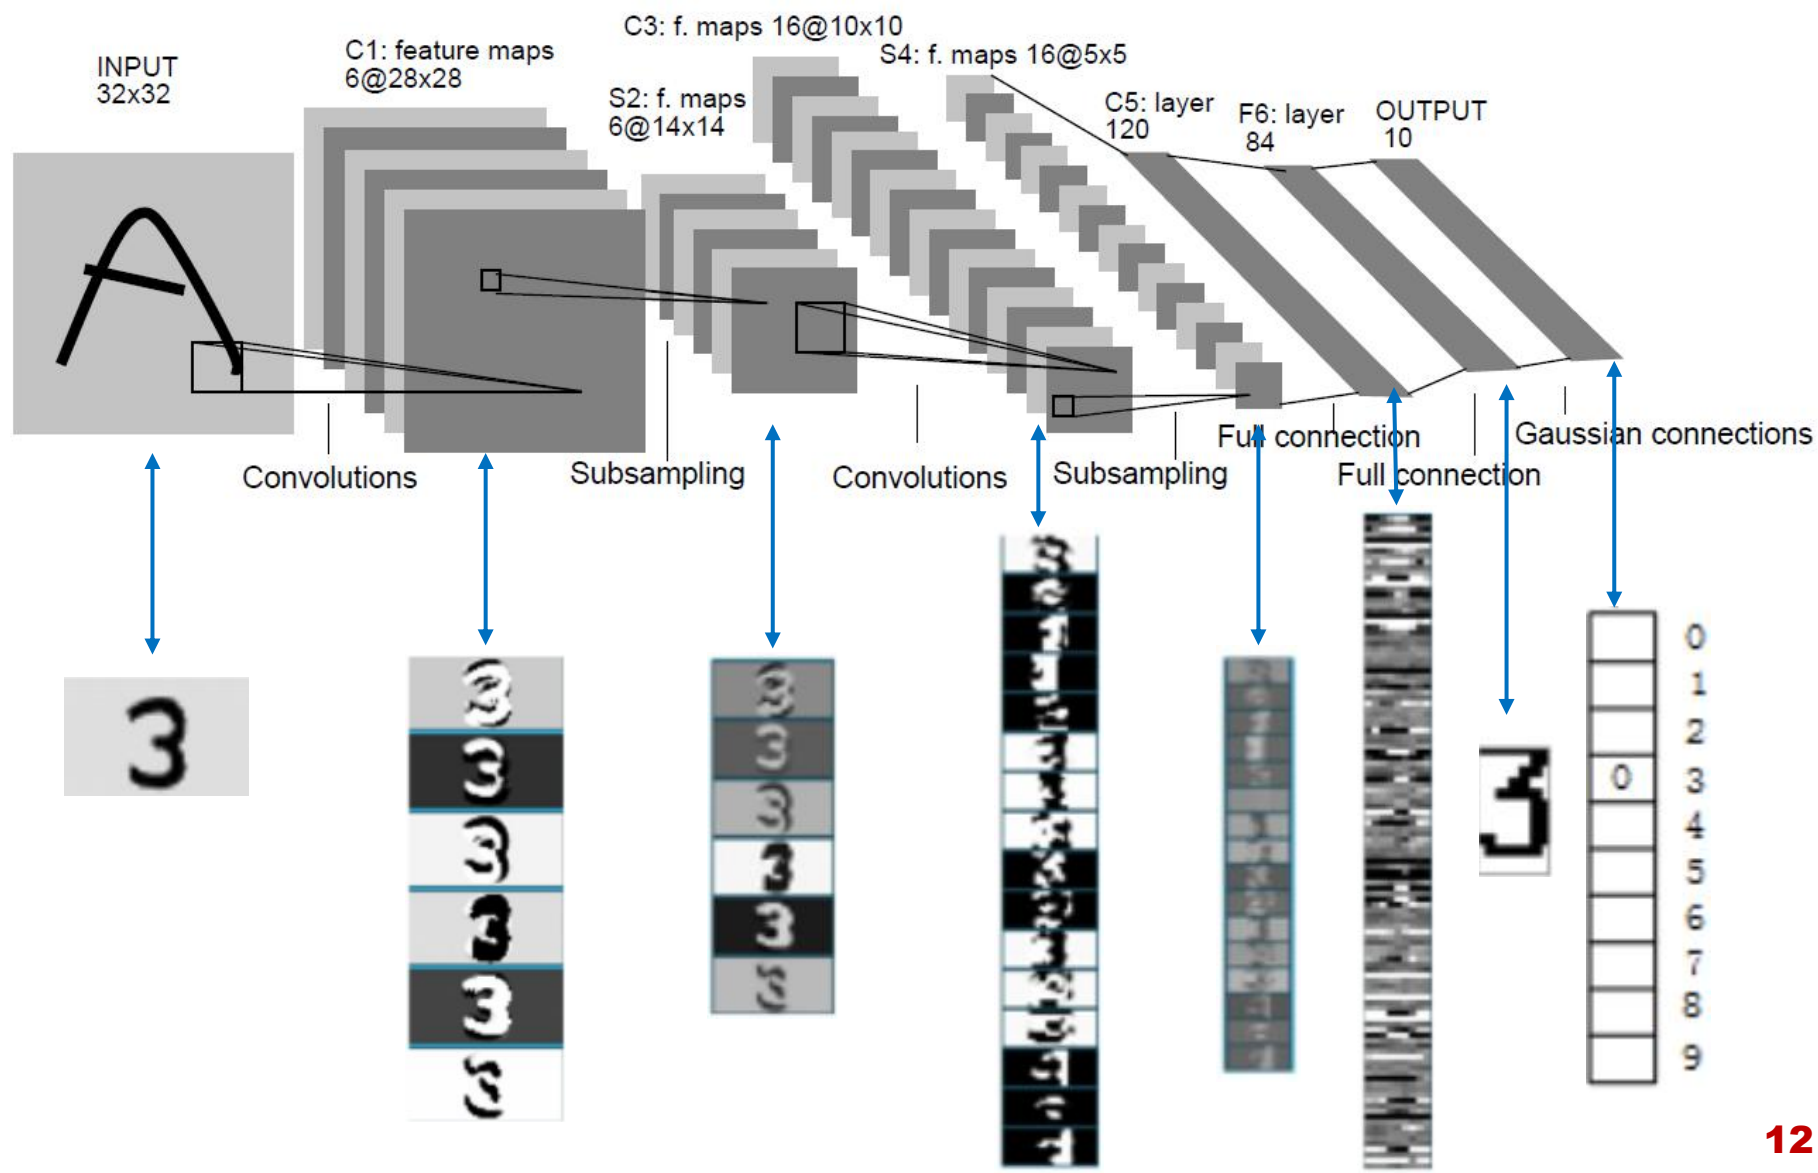 INPUT
32x32
C1: feature maps
6@28x28
S2: f. maps
6@14x14
C3: f. maps 16@10x10
S4: f. maps 16@5x5
C5: layer
120
F6: layer
84
OUTPUT
10
A
Convolutions
Subsampling
Convolutions
Subsampling
Full connection
Full connection
Gaussian connections
3
3
0
0
1
2
3
4
5
6
7
8
9
12